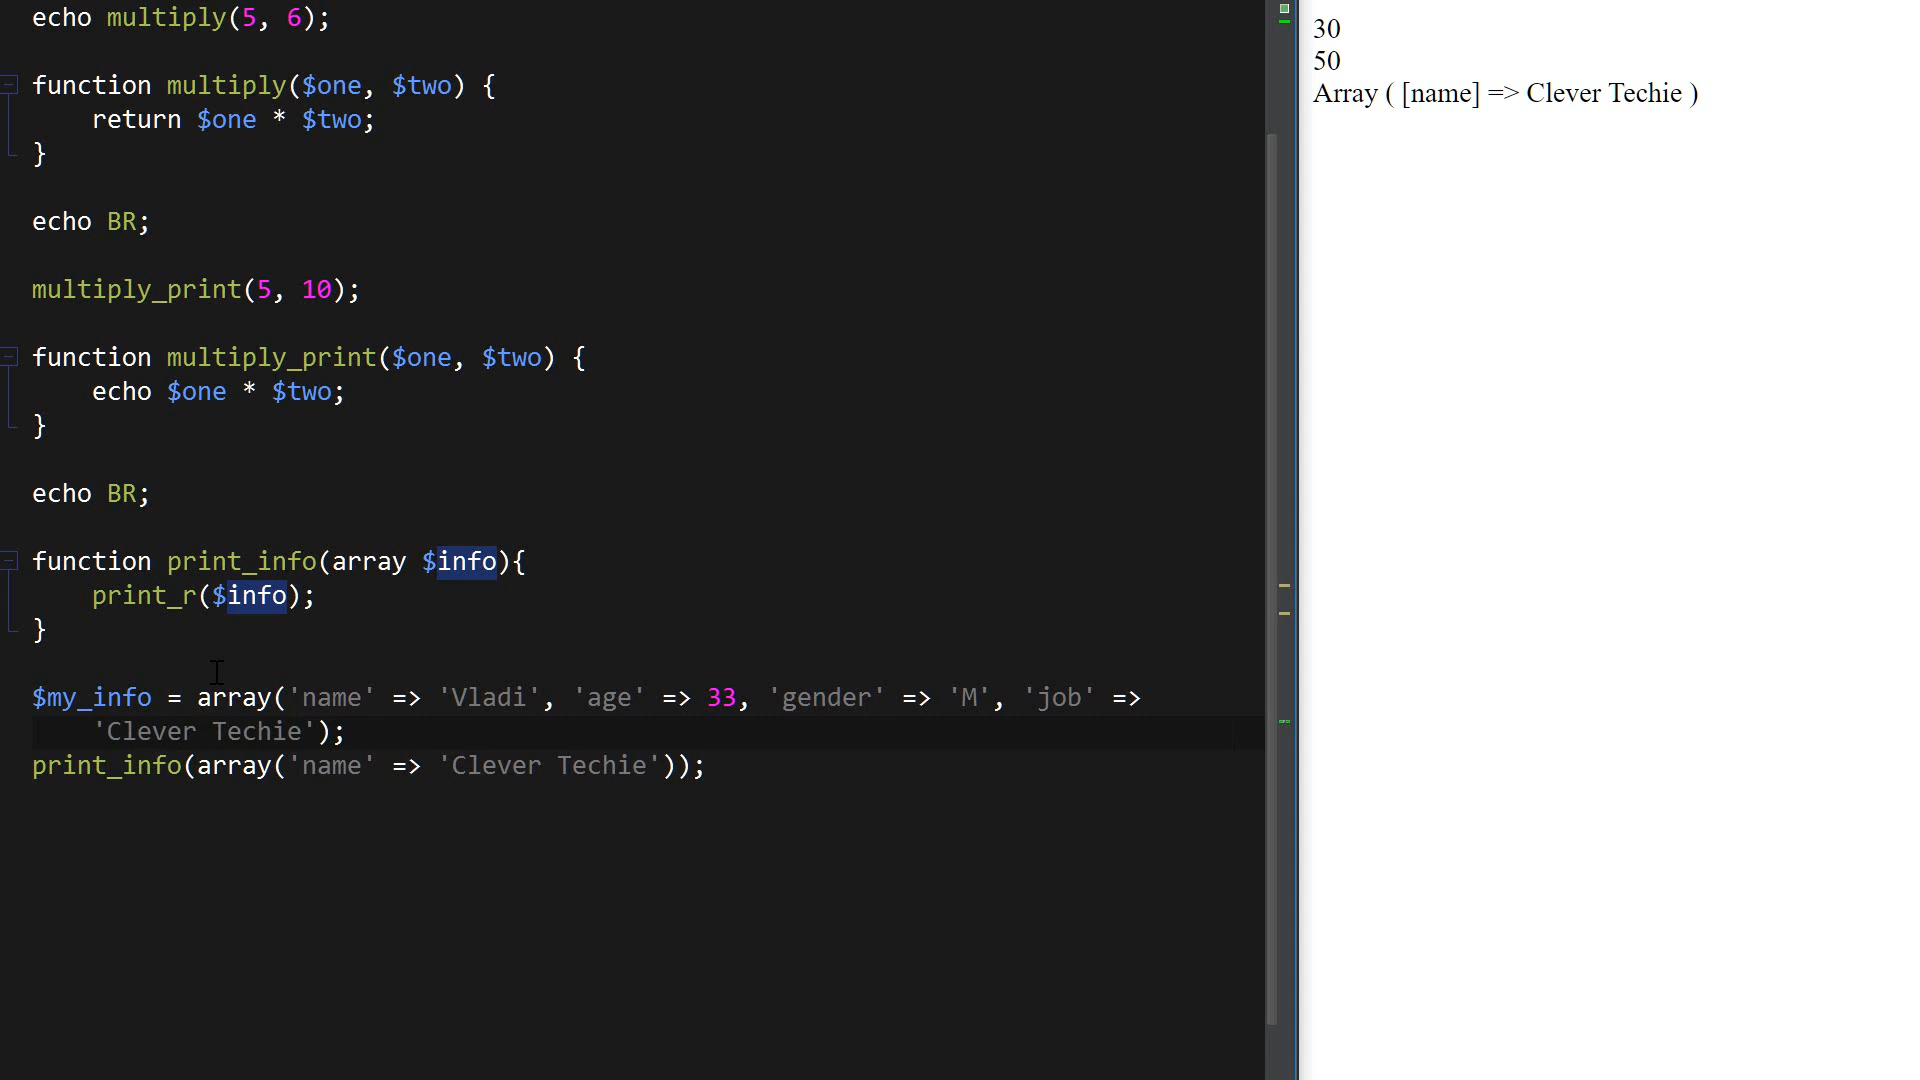 echo multiply(5, 6);
function multiply($one, $two) {
    return $one * $two;
}
echo BR;
multiply_print(5, 10);
function multiply_print($one, $two) {
    echo $one * $two;
}
echo BR;
function print_info(array $info){
    print_r($info);
}
$my_info = array('name' => 'Vladi', 'age' => 33, 'gender' => 'M', 'job' =>
    'Clever Techie');
print_info(array('name' => 'Clever Techie'));
30
50
Array ( [name] => Clever Techie )